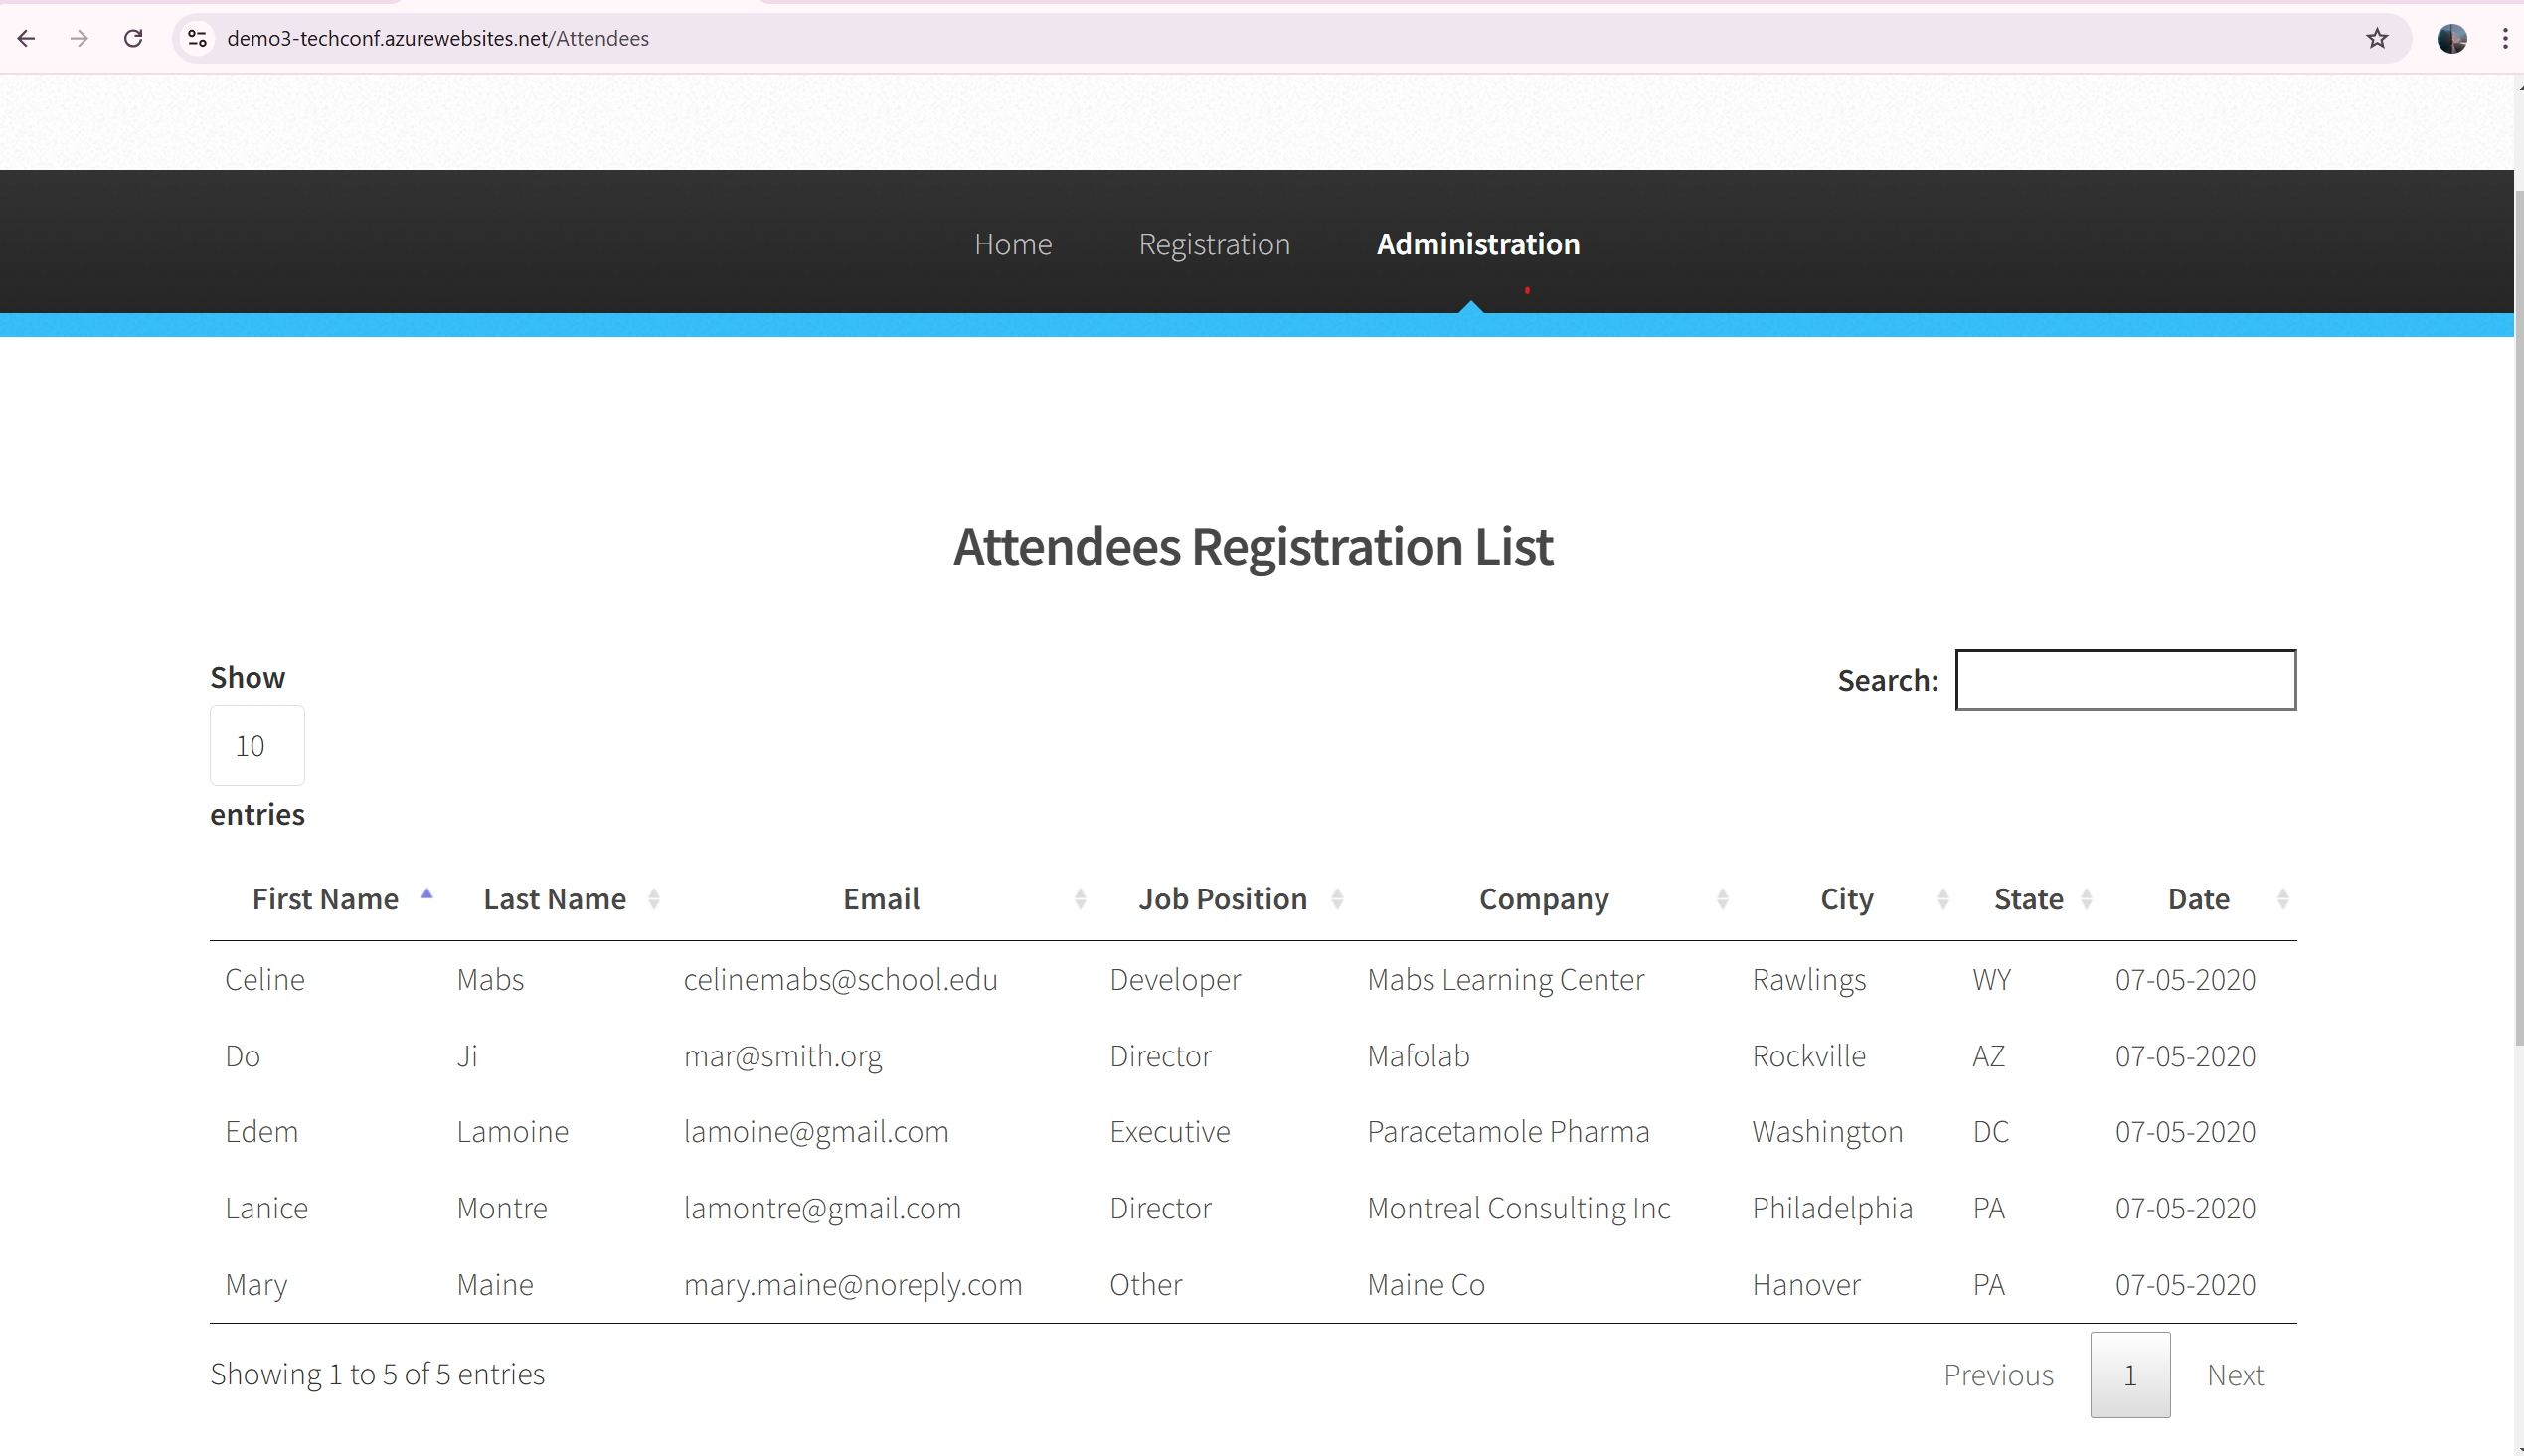 demo3-techconf.azurewebsites.net/Attendees
Home Registration Administration
Attendees Registration List
Show
Search:
10
entries
First Name Last Name Email Job Position Company City State Date
Celine Mabs celinemabs@school.edu Developer Mabs Learning Center Rawlings WY 07-05-2020
Do Ji mar@smith.org Director Mafolab Rockville AZ 07-05-2020
Edem Lamoine lamoine@gmail.com Executive Paracetamole Pharma Washington DC 07-05-2020
Lanice Montre lamontre@gmail.com Director Montreal Consulting Inc Philadelphia PA 07-05-2020
Mary Maine mary.maine@noreply.com Other Maine Co Hanover PA 07-05-2020
Showing 1 to 5 of 5 entries Previous 1 Next